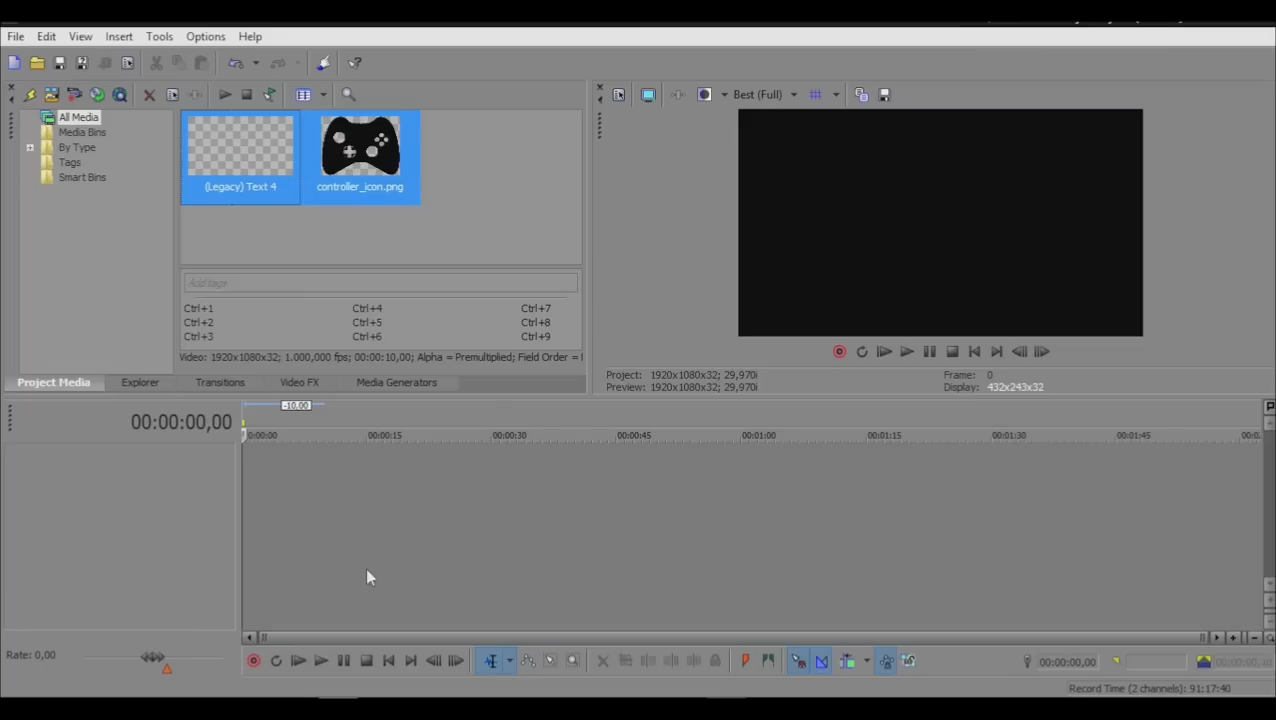 File Edit View Insert Tools Options Help
Best (Full)
All Media
Media Bins
By Type
Tags
Smart Bins
(Legacy) Text 4
controller_icon.png
Add tags
Ctrl+1 Ctrl+4 Ctrl+7
Ctrl+2 Ctrl+5 Ctrl+8
Ctrl+3 Ctrl+6 Ctrl+9
Video: 1920x1080x32; 1.000,000 fps; 00:00:10,00; Alpha = Premultiplied; Field Order =
Project Media Explorer Transitions Video FX Media Generators
Project: 1920x1080x32; 29,970i
Preview: 1920x1080x32; 29,970i
Frame: 0
Display: 432x243x32
00:00:00,00
-10.00
0:00:00 00:00:15 00:00:30 00:00:45 00:01:00 00:01:15 00:01:30 00:01:45 00:0
Rate: 0,00
00:00:00,00
Record Time (2 channels): 91:17:40